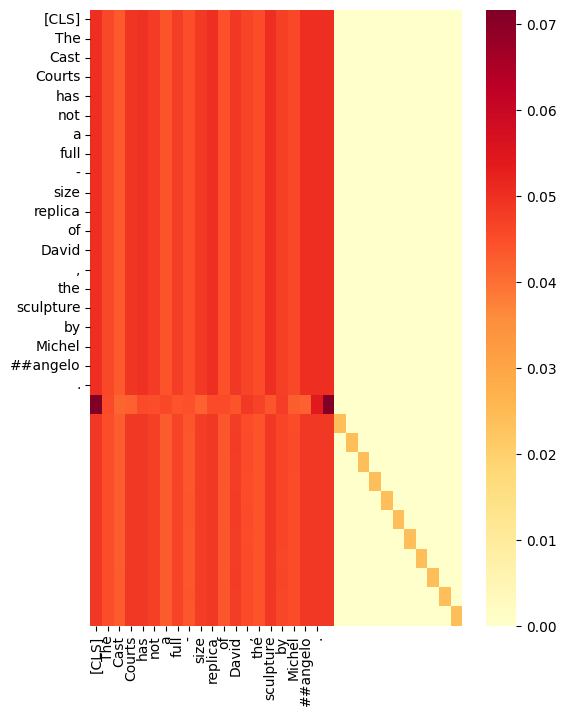 [CLS]
The
Cast
Courts
has
not
a
full
-
size
replica
of
David
,
the
sculpture
by
Michel
##angelo
.
0.07
0.06
0.05
0.04
0.03
0.02
0.01
0.00
[CLS]
The
Cast
Courts
has
not
a
full
-
size
replica
of
David
,
the
sculpture
by
Michel
##angelo
.